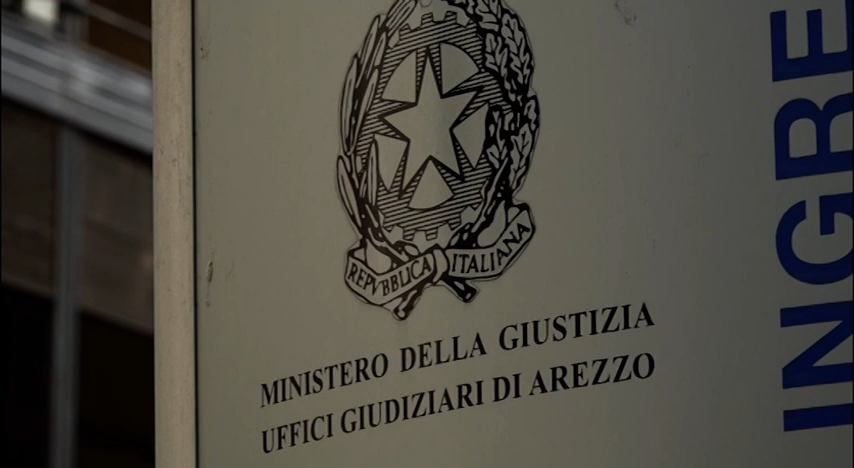 REPVBBLICA ITALIANA
MINISTERO DELLA GIUSTIZIA
UFFICI GIUDIZIARI DI AREZZO
INGRE